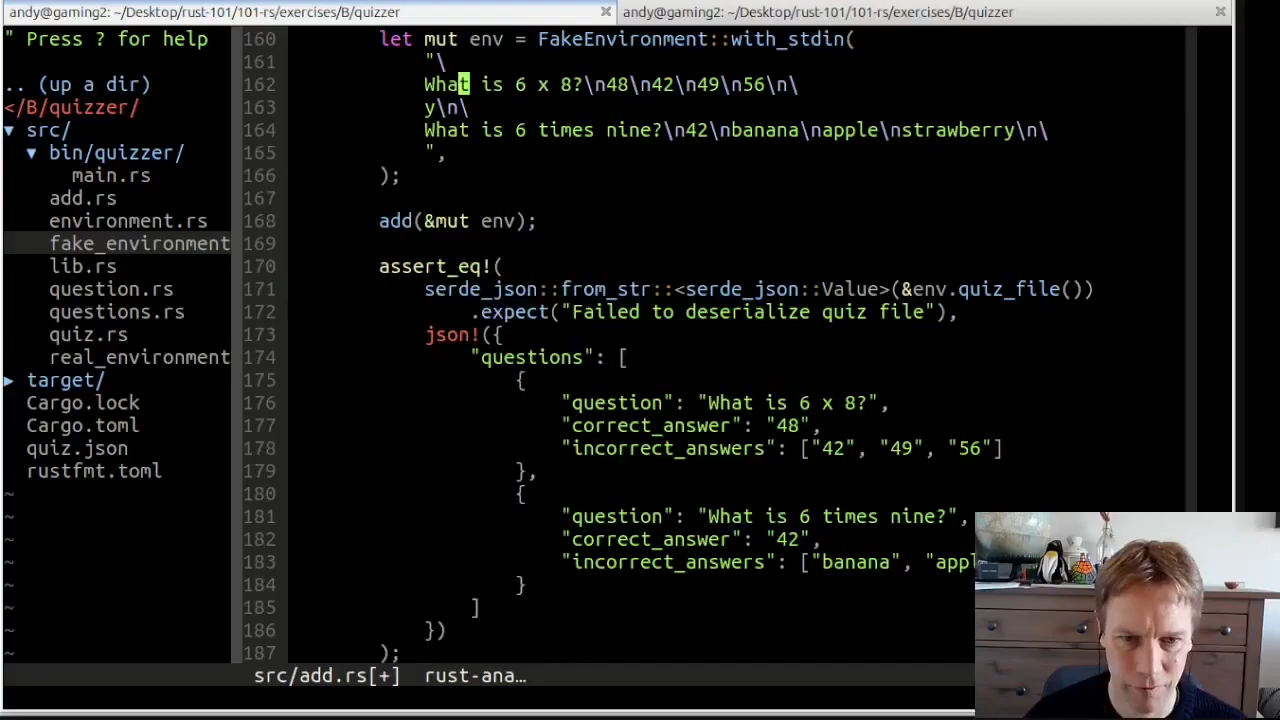 andy@gaming2: ~/Desktop/rust-101/101-rs/exercises/B/quizzer
andy@gaming2: ~/Desktop/rust-101/101-rs/exercises/B/quizzer
" Press ? for help
.. (up a dir)
</B/quizzer/
▼ src/
▼ bin/quizzer/
main.rs
add.rs
environment.rs
fake_environment
lib.rs
question.rs
questions.rs
quiz.rs
real_environment
▶ target/
Cargo.lock
Cargo.toml
quiz.json
rustfmt.toml
~
~
~
~
~
~
~
~
160 let mut env = FakeEnvironment::with_stdin(
161 "\
162 What is 6 x 8?\n48\n42\n49\n56\n\
163 y\n\
164 What is 6 times nine?\n42\nbanana\napple\nstrawberry\n\
165 ",
166 );
167
168 add(&mut env);
169
170 assert_eq!(
171 serde_json::from_str::<serde_json::Value>(&env.quiz_file())
172 .expect("Failed to deserialize quiz file"),
173 json!({
174 "questions": [
175 {
176 "question": "What is 6 x 8?",
177 "correct_answer": "48",
178 "incorrect_answers": ["42", "49", "56"]
179 },
180 {
181 "question": "What is 6 times nine?",
182 "correct_answer": "42",
183 "incorrect_answers": ["banana", "appl
184 }
185 ]
186 })
187 );
src/add.rs[+] rust-ana…